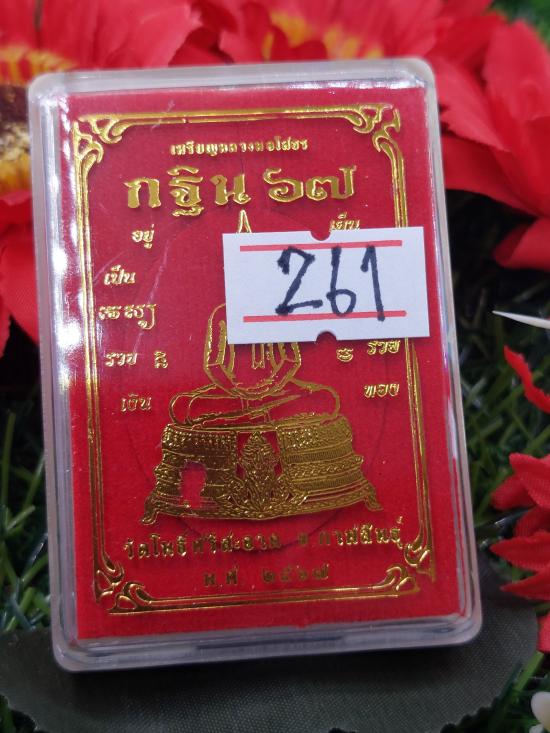 เหรียญหลวงพ่อโสธร
กฐิน ๖๗
261
อยู่
เป็น
เย็น
รวย
รวย
เงิน
ทอง
วัดโพธิ์ศรีสะอาด จ.กาฬสินธุ์
พ.ศ ๒๕๖๗